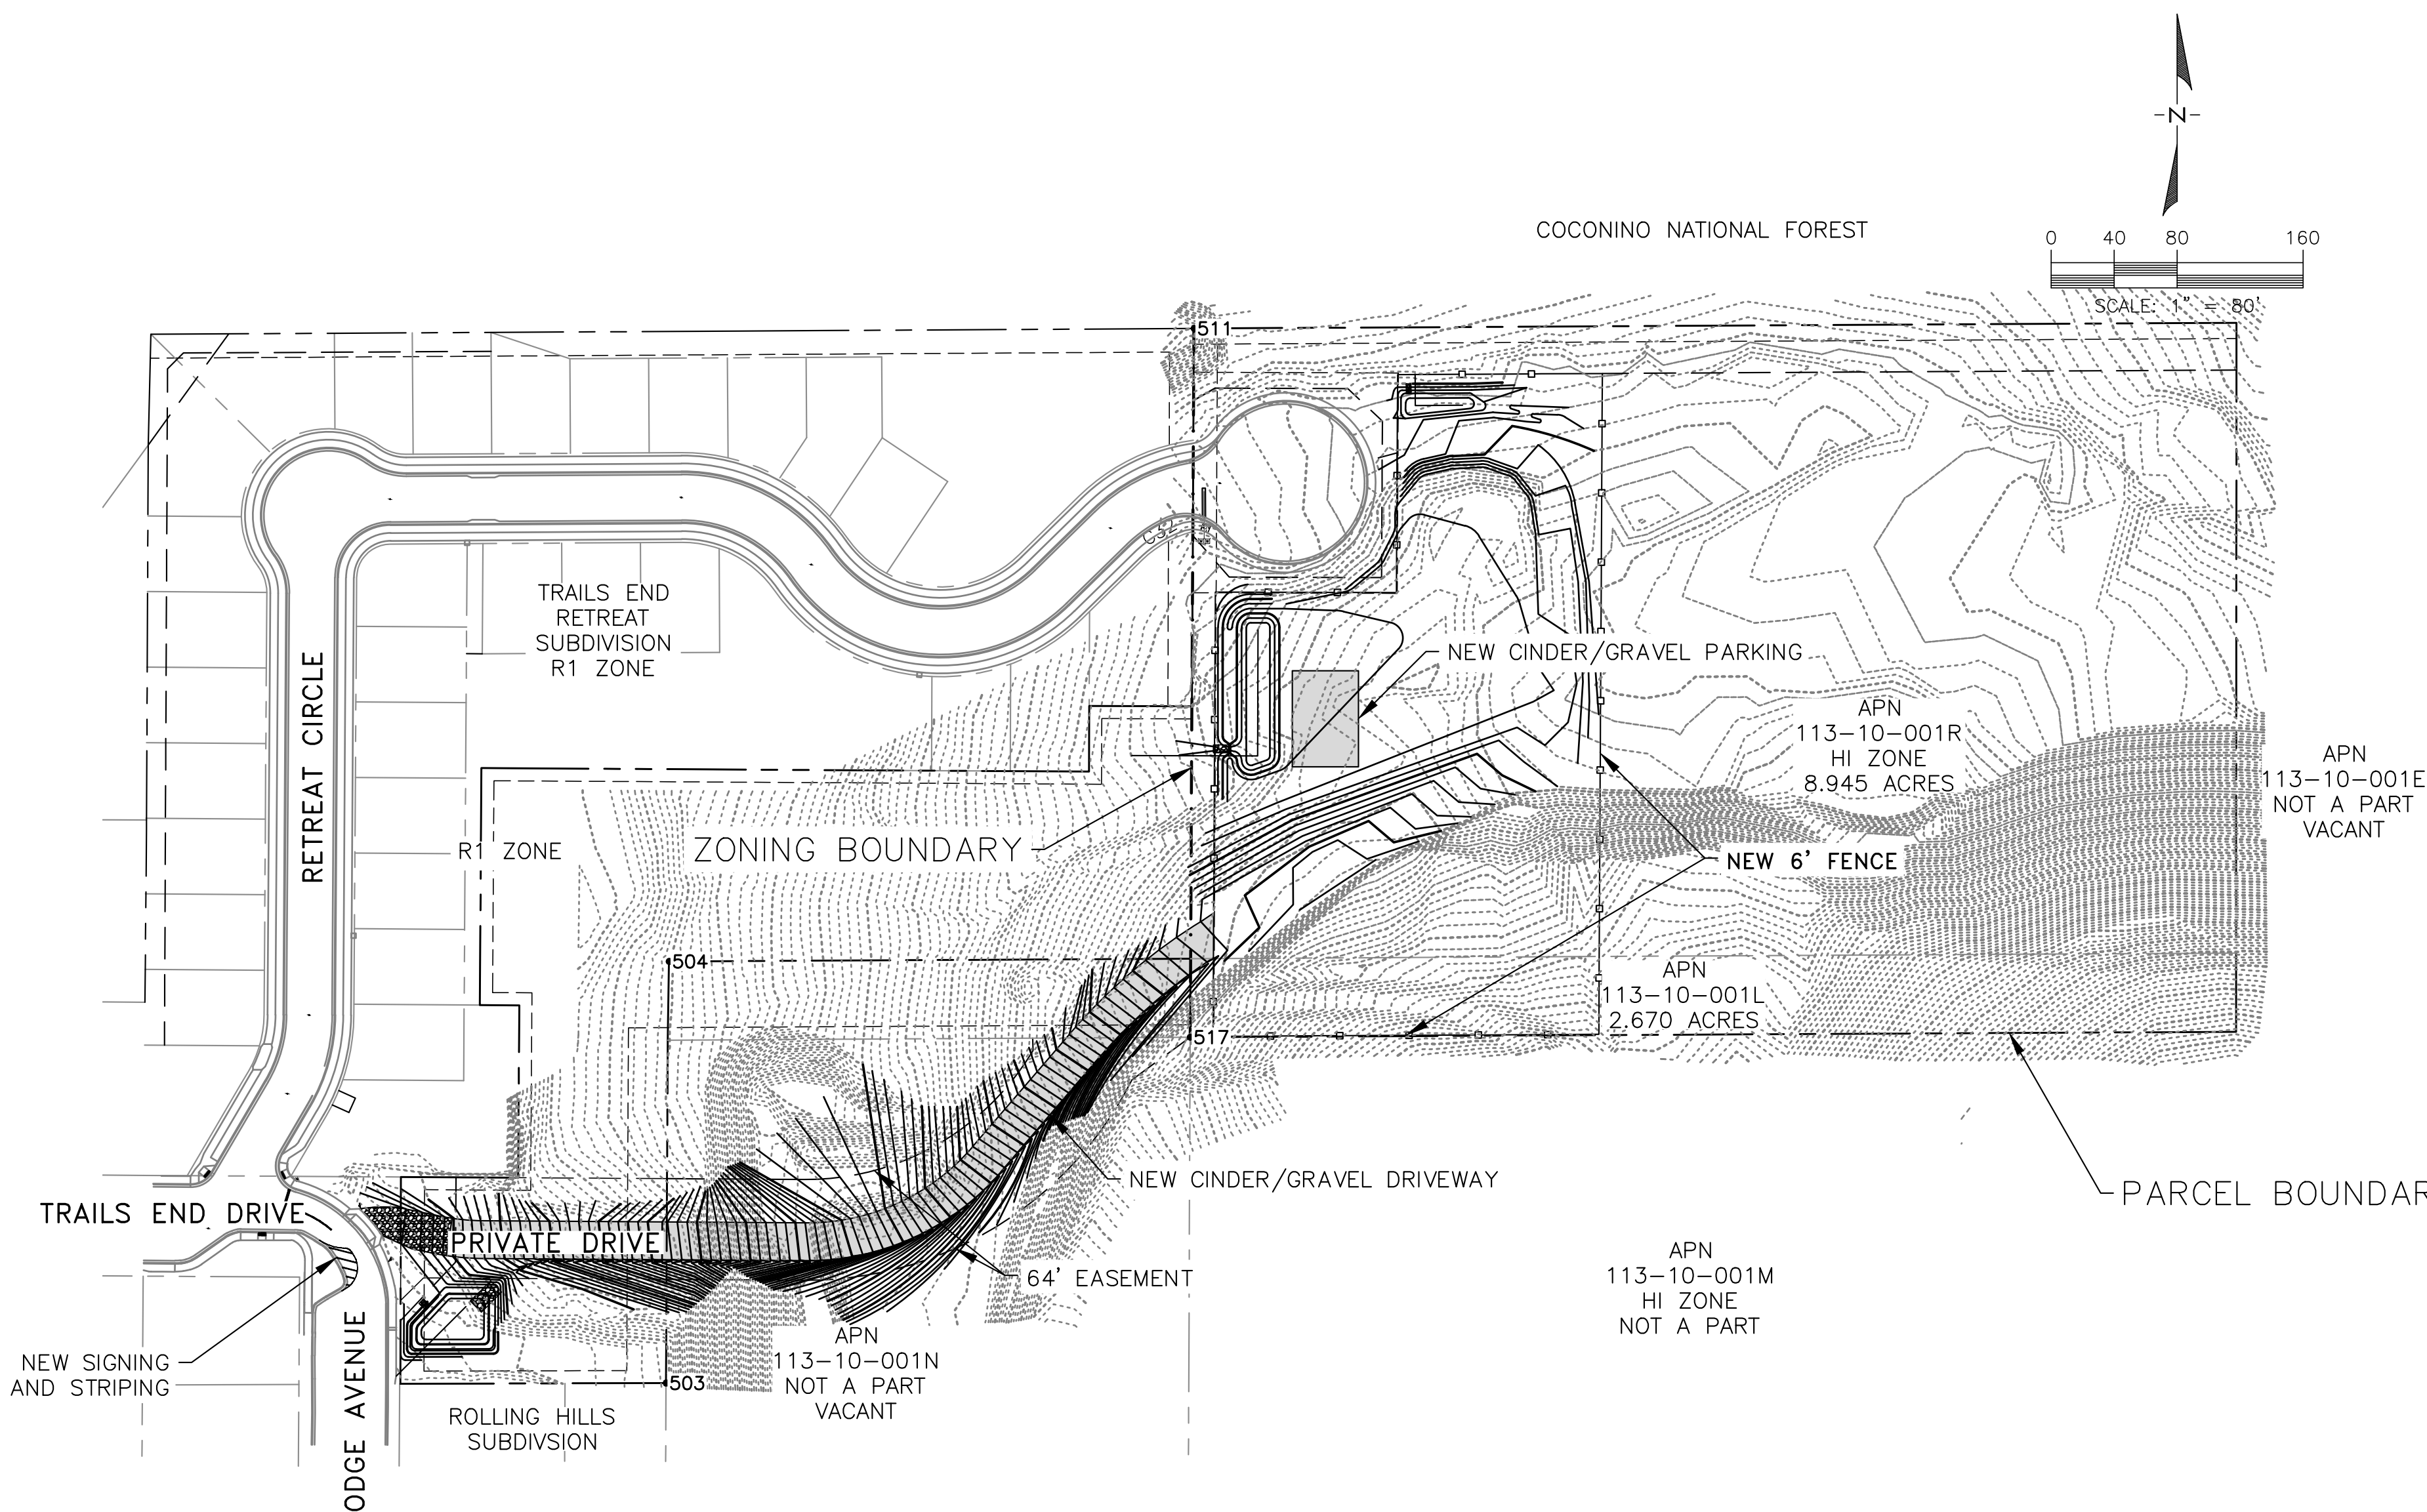 -N-
COCONINO NATIONAL FOREST
0 40 80 160
SCALE: 1" = 80'
511
TRAILS END
RETREAT
SUBDIVISION
R1 ZONE
RETREAT CIRCLE
NEW CINDER/GRAVEL PARKING
APN
113-10-001R
HI ZONE
8.945 ACRES
APN
113-10-001E
NOT A PART
VACANT
R1 ZONE
ZONING BOUNDARY
NEW 6' FENCE
504
APN
113-10-001L
2.670 ACRES
517
NEW CINDER/GRAVEL DRIVEWAY
PARCEL BOUNDAR
TRAILS END DRIVE
PRIVATE DRIVE
64' EASEMENT
APN
113-10-001M
HI ZONE
NOT A PART
NEW SIGNING
AND STRIPING
ODGE AVENUE
503
APN
113-10-001N
NOT A PART
VACANT
ROLLING HILLS
SUBDIVSION